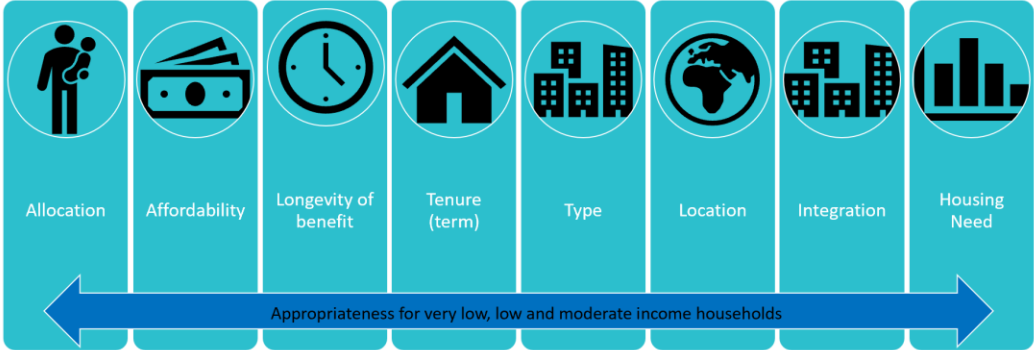 Allocation
Affordability
Longevity of
benefit
Tenure
(term)
Type
Location
Integration
Housing
Need
Appropriateness for very low, low and moderate income households